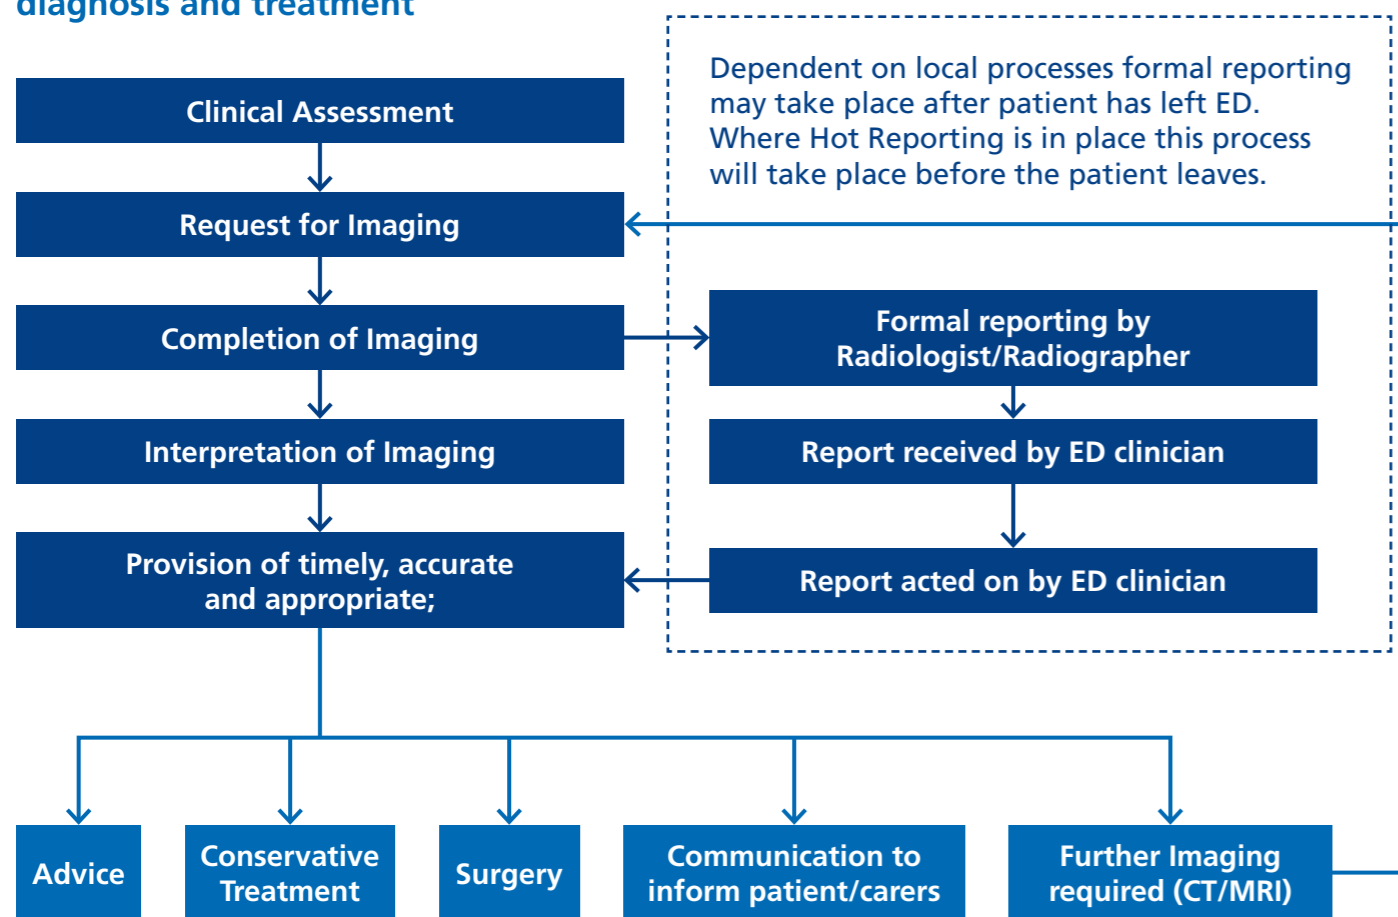 diagnosis and treatment
Dependent on local processes formal reporting
may take place after patient has left ED.
Where Hot Reporting is in place this process
will take place before the patient leaves.
Clinical Assessment
Request for Imaging
Completion of Imaging
Formal reporting by
Radiologist/Radiographer
Interpretation of Imaging
Report received by ED clinician
Provision of timely, accurate
and appropriate;
Report acted on by ED clinician
Advice
Conservative
Treatment
Surgery
Communication to
inform patient/carers
Further Imaging
required (CT/MRI)